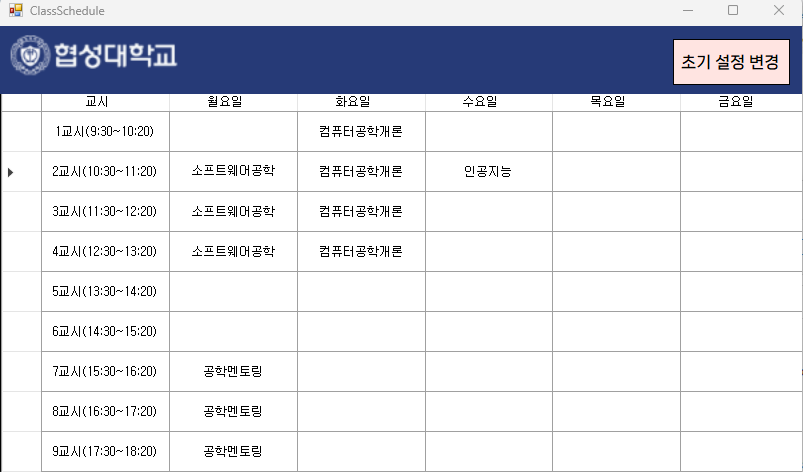 ClassSchedule
협성대학교
초기 설정 변경
교시 월요일 화요일 수요일 목요일 금요일
1교시(9:30~10:20) 컴퓨터공학개론
2교시(10:30~11:20) 소프트웨어공학 컴퓨터공학개론 인공지능
3교시(11:30~12:20) 소프트웨어공학 컴퓨터공학개론
4교시(12:30~13:20) 소프트웨어공학 컴퓨터공학개론
5교시(13:30~14:20)
6교시(14:30~15:20)
7교시(15:30~16:20) 공학멘토링
8교시(16:30~17:20) 공학멘토링
9교시(17:30~18:20) 공학멘토링